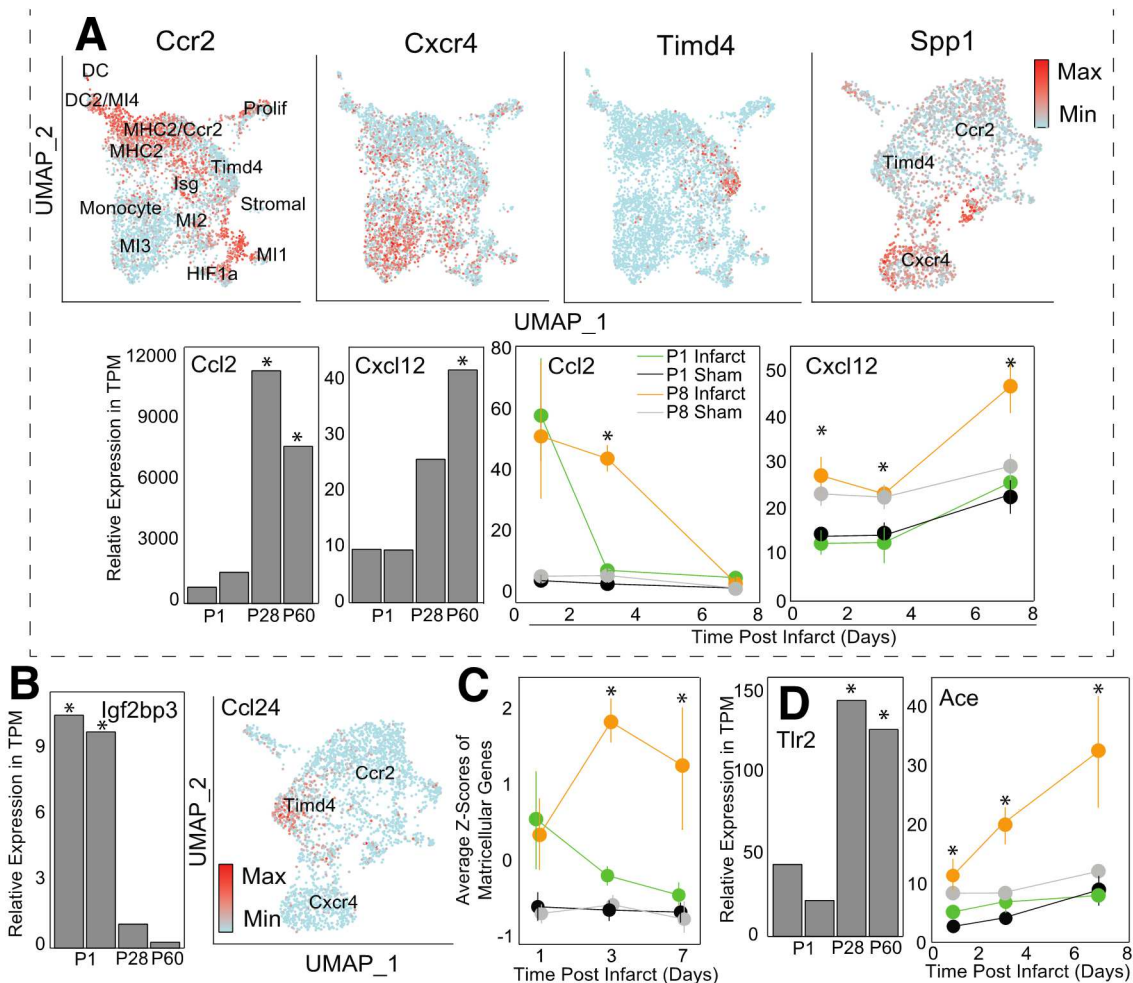 A
Ccr2
Cxcr4
Timd4
Spp1
DC
DC2/MI4
Prolif
MHC2/Ccr2
MHC2
Timd4
Isg
Monocyte
Stromal
MI2
MI3
MI1
HIF1a
Ccr2
Timd4
Cxcr4
Max
Min
UMAP_2
UMAP_1
Relative Expression in TPM
12000
9000
6000
3000
0
Ccl2
*
*
P1
P28
P60
40
30
20
10
0
Cxcl12
*
P1
P28
P60
80
60
40
20
0
Ccl2
P1 Infarct
P1 Sham
P8 Infarct
P8 Sham
*
0 2 4 6 8
50
40
30
20
10
0
Cxcl12
*
*
*
0 2 4 6 8
Time Post Infarct (Days)
B
Relative Expression in TPM
9
6
3
0
Igf2bp3
*
*
P1
P28
P60
Ccl24
UMAP_2
Ccr2
Timd4
Cxcr4
Max
Min
UMAP_1
C
Average Z-Scores of
Matricellular Genes
2
1
0
-1
*
*
1 3 7
Time Post Infarct (Days)
D
Relative Expression in TPM
150
100
50
0
Tlr2
*
*
P1
P28
P60
40
30
20
10
0
Ace
*
*
*
0 2 4 6 8
Time Post Infarct (Days)